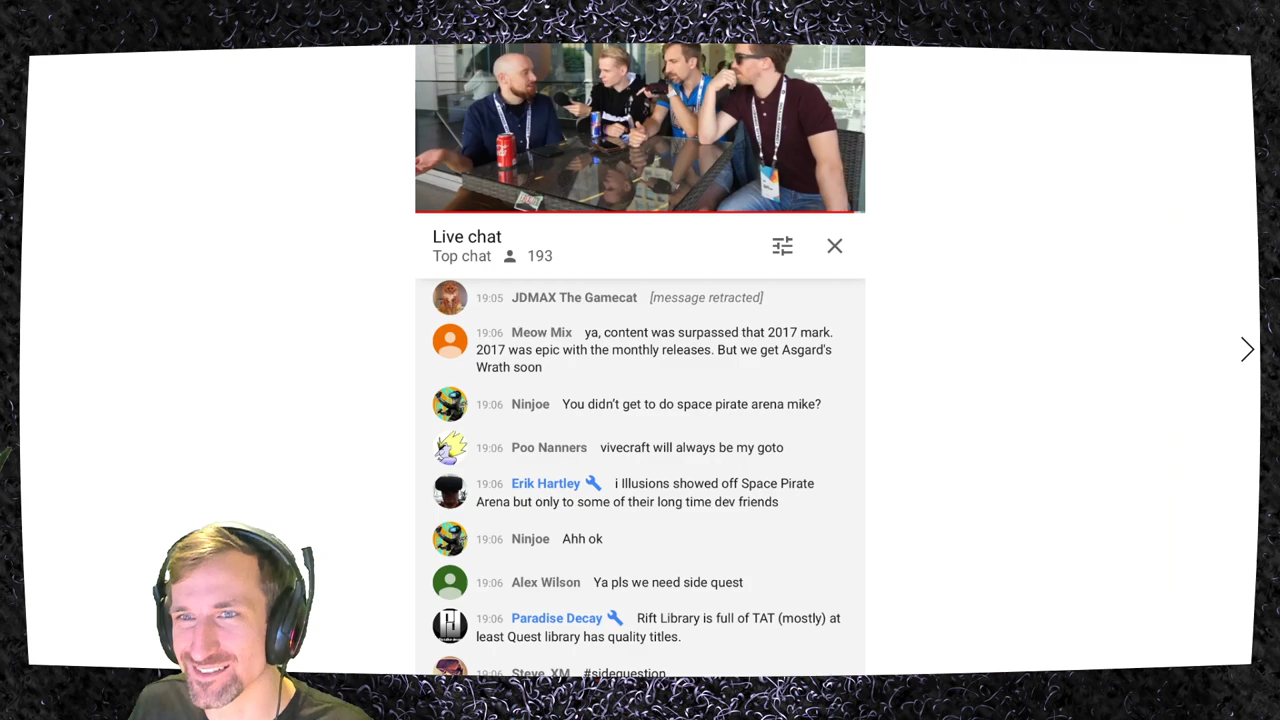 Live chat
Top chat 193
19:05 JDMAX The Gamecat [message retracted]
19:06 Meow Mix ya, content was surpassed that 2017 mark.
2017 was epic with the monthly releases. But we get Asgard's
Wrath soon
19:06 Ninjoe You didn't get to do space pirate arena mike?
19:06 Poo Nanners vivecraft will always be my goto
19:06 Erik Hartley i Illusions showed off Space Pirate
Arena but only to some of their long time dev friends
19:06 Ninjoe Ahh ok
19:06 Alex Wilson Ya pls we need side quest
19:06 Paradise Decay Rift Library is full of TAT (mostly) at
least Quest library has quality titles.
19:06 Steve XM #sidequestion